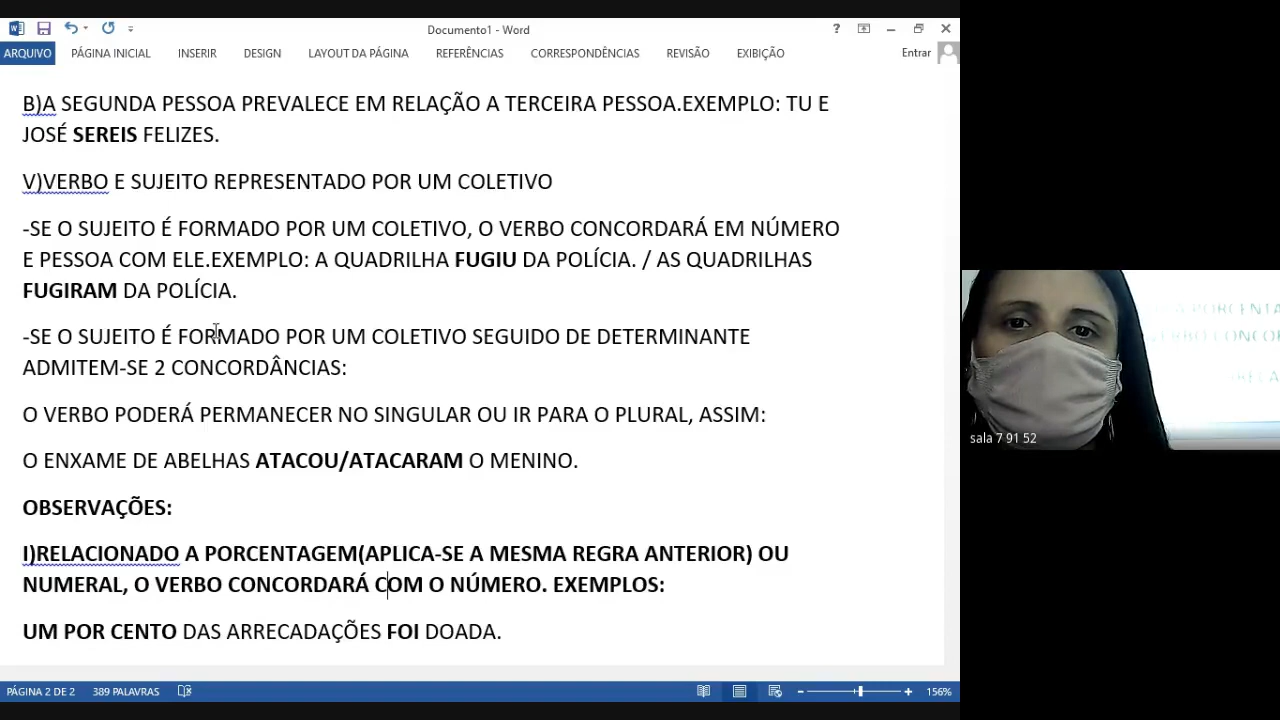 Documento1 - Word
ARQUIVO PÁGINA INICIAL INSERIR DESIGN LAYOUT DA PÁGINA REFERÊNCIAS CORRESPONDÊNCIAS REVISÃO EXIBIÇÃO Entrar
B)A SEGUNDA PESSOA PREVALECE EM RELAÇÃO A TERCEIRA PESSOA.EXEMPLO: TU E
JOSÉ SEREIS FELIZES.
V)VERBO E SUJEITO REPRESENTADO POR UM COLETIVO
-SE O SUJEITO É FORMADO POR UM COLETIVO, O VERBO CONCORDARÁ EM NÚMERO
E PESSOA COM ELE.EXEMPLO: A QUADRILHA FUGIU DA POLÍCIA. / AS QUADRILHAS
FUGIRAM DA POLÍCIA.
-SE O SUJEITO É FORMADO POR UM COLETIVO SEGUIDO DE DETERMINANTE
ADMITEM-SE 2 CONCORDÂNCIAS:
O VERBO PODERÁ PERMANECER NO SINGULAR OU IR PARA O PLURAL, ASSIM:
O ENXAME DE ABELHAS ATACOU/ATACARAM O MENINO.
OBSERVAÇÕES:
I)RELACIONADO A PORCENTAGEM(APLICA-SE A MESMA REGRA ANTERIOR) OU
NUMERAL, O VERBO CONCORDARÁ COM O NÚMERO. EXEMPLOS:
UM POR CENTO DAS ARRECADAÇÕES FOI DOADA.
PÁGINA 2 DE 2 389 PALAVRAS 156%
PORCENTA
VERBO CONCOR
sala 7 91 52